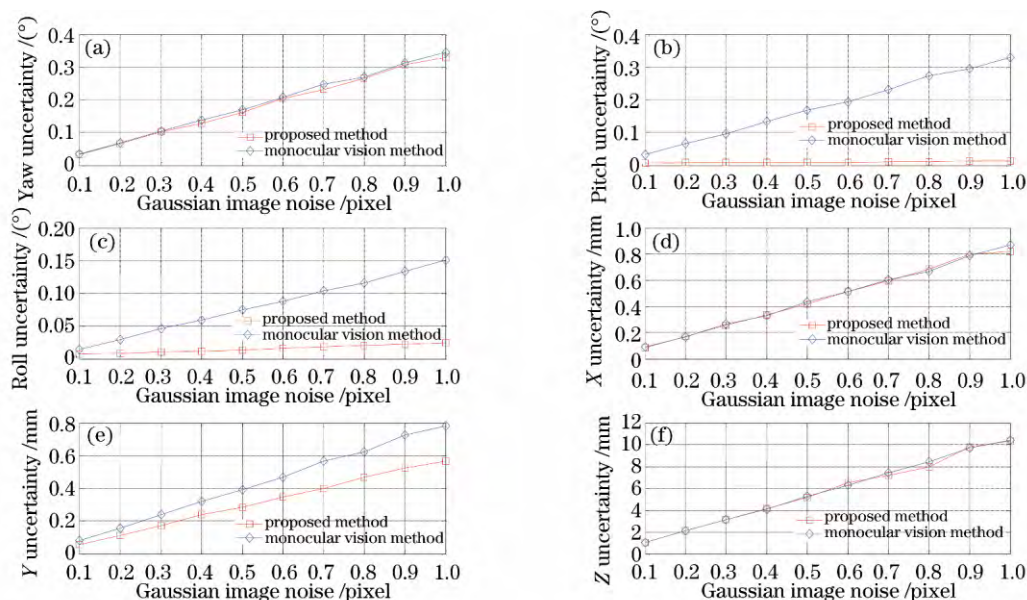 (a)
Yaw uncertainty /(°)
0.4
0.3
0.2
0.1
0
proposed method
monocular vision method
0.1 0.2 0.3 0.4 0.5 0.6 0.7 0.8 0.9 1.0
Gaussian image noise /pixel
(b)
Pitch uncertainty /(°)
0.4
0.3
0.2
0.1
0
proposed method
monocular vision method
0.1 0.2 0.3 0.4 0.5 0.6 0.7 0.8 0.9 1.0
Gaussian image noise /pixel
(c)
Roll uncertainty /(°)
0.20
0.15
0.10
0.05
0
proposed method
monocular vision method
0.1 0.2 0.3 0.4 0.5 0.6 0.7 0.8 0.9 1.0
Gaussian image noise /pixel
(d)
X uncertainty /mm
1.0
0.8
0.6
0.4
0.2
0
proposed method
monocular vision method
0.1 0.2 0.3 0.4 0.5 0.6 0.7 0.8 0.9 1.0
Gaussian image noise /pixel
(e)
Y uncertainty /mm
0.8
0.6
0.4
0.2
0
proposed method
monocular vision method
0.1 0.2 0.3 0.4 0.5 0.6 0.7 0.8 0.9 1.0
Gaussian image noise /pixel
(f)
Z uncertainty /mm
12
10
8
6
4
2
0
proposed method
monocular vision method
0.1 0.2 0.3 0.4 0.5 0.6 0.7 0.8 0.9 1.0
Gaussian image noise /pixel